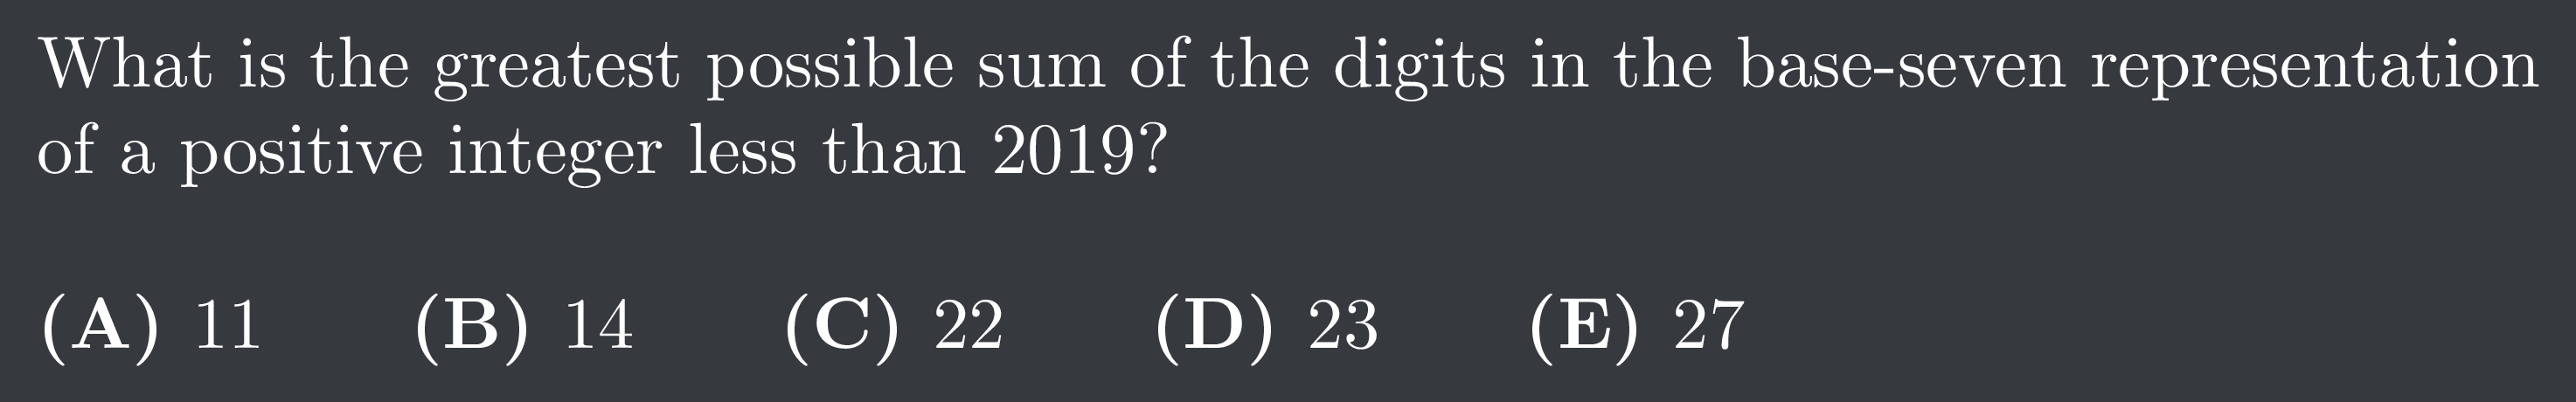 What is the greatest possible sum of the digits in the base-seven representation
of a positive integer less than 2019?
(A) 11 (B) 14 (C) 22 (D) 23 (E) 27